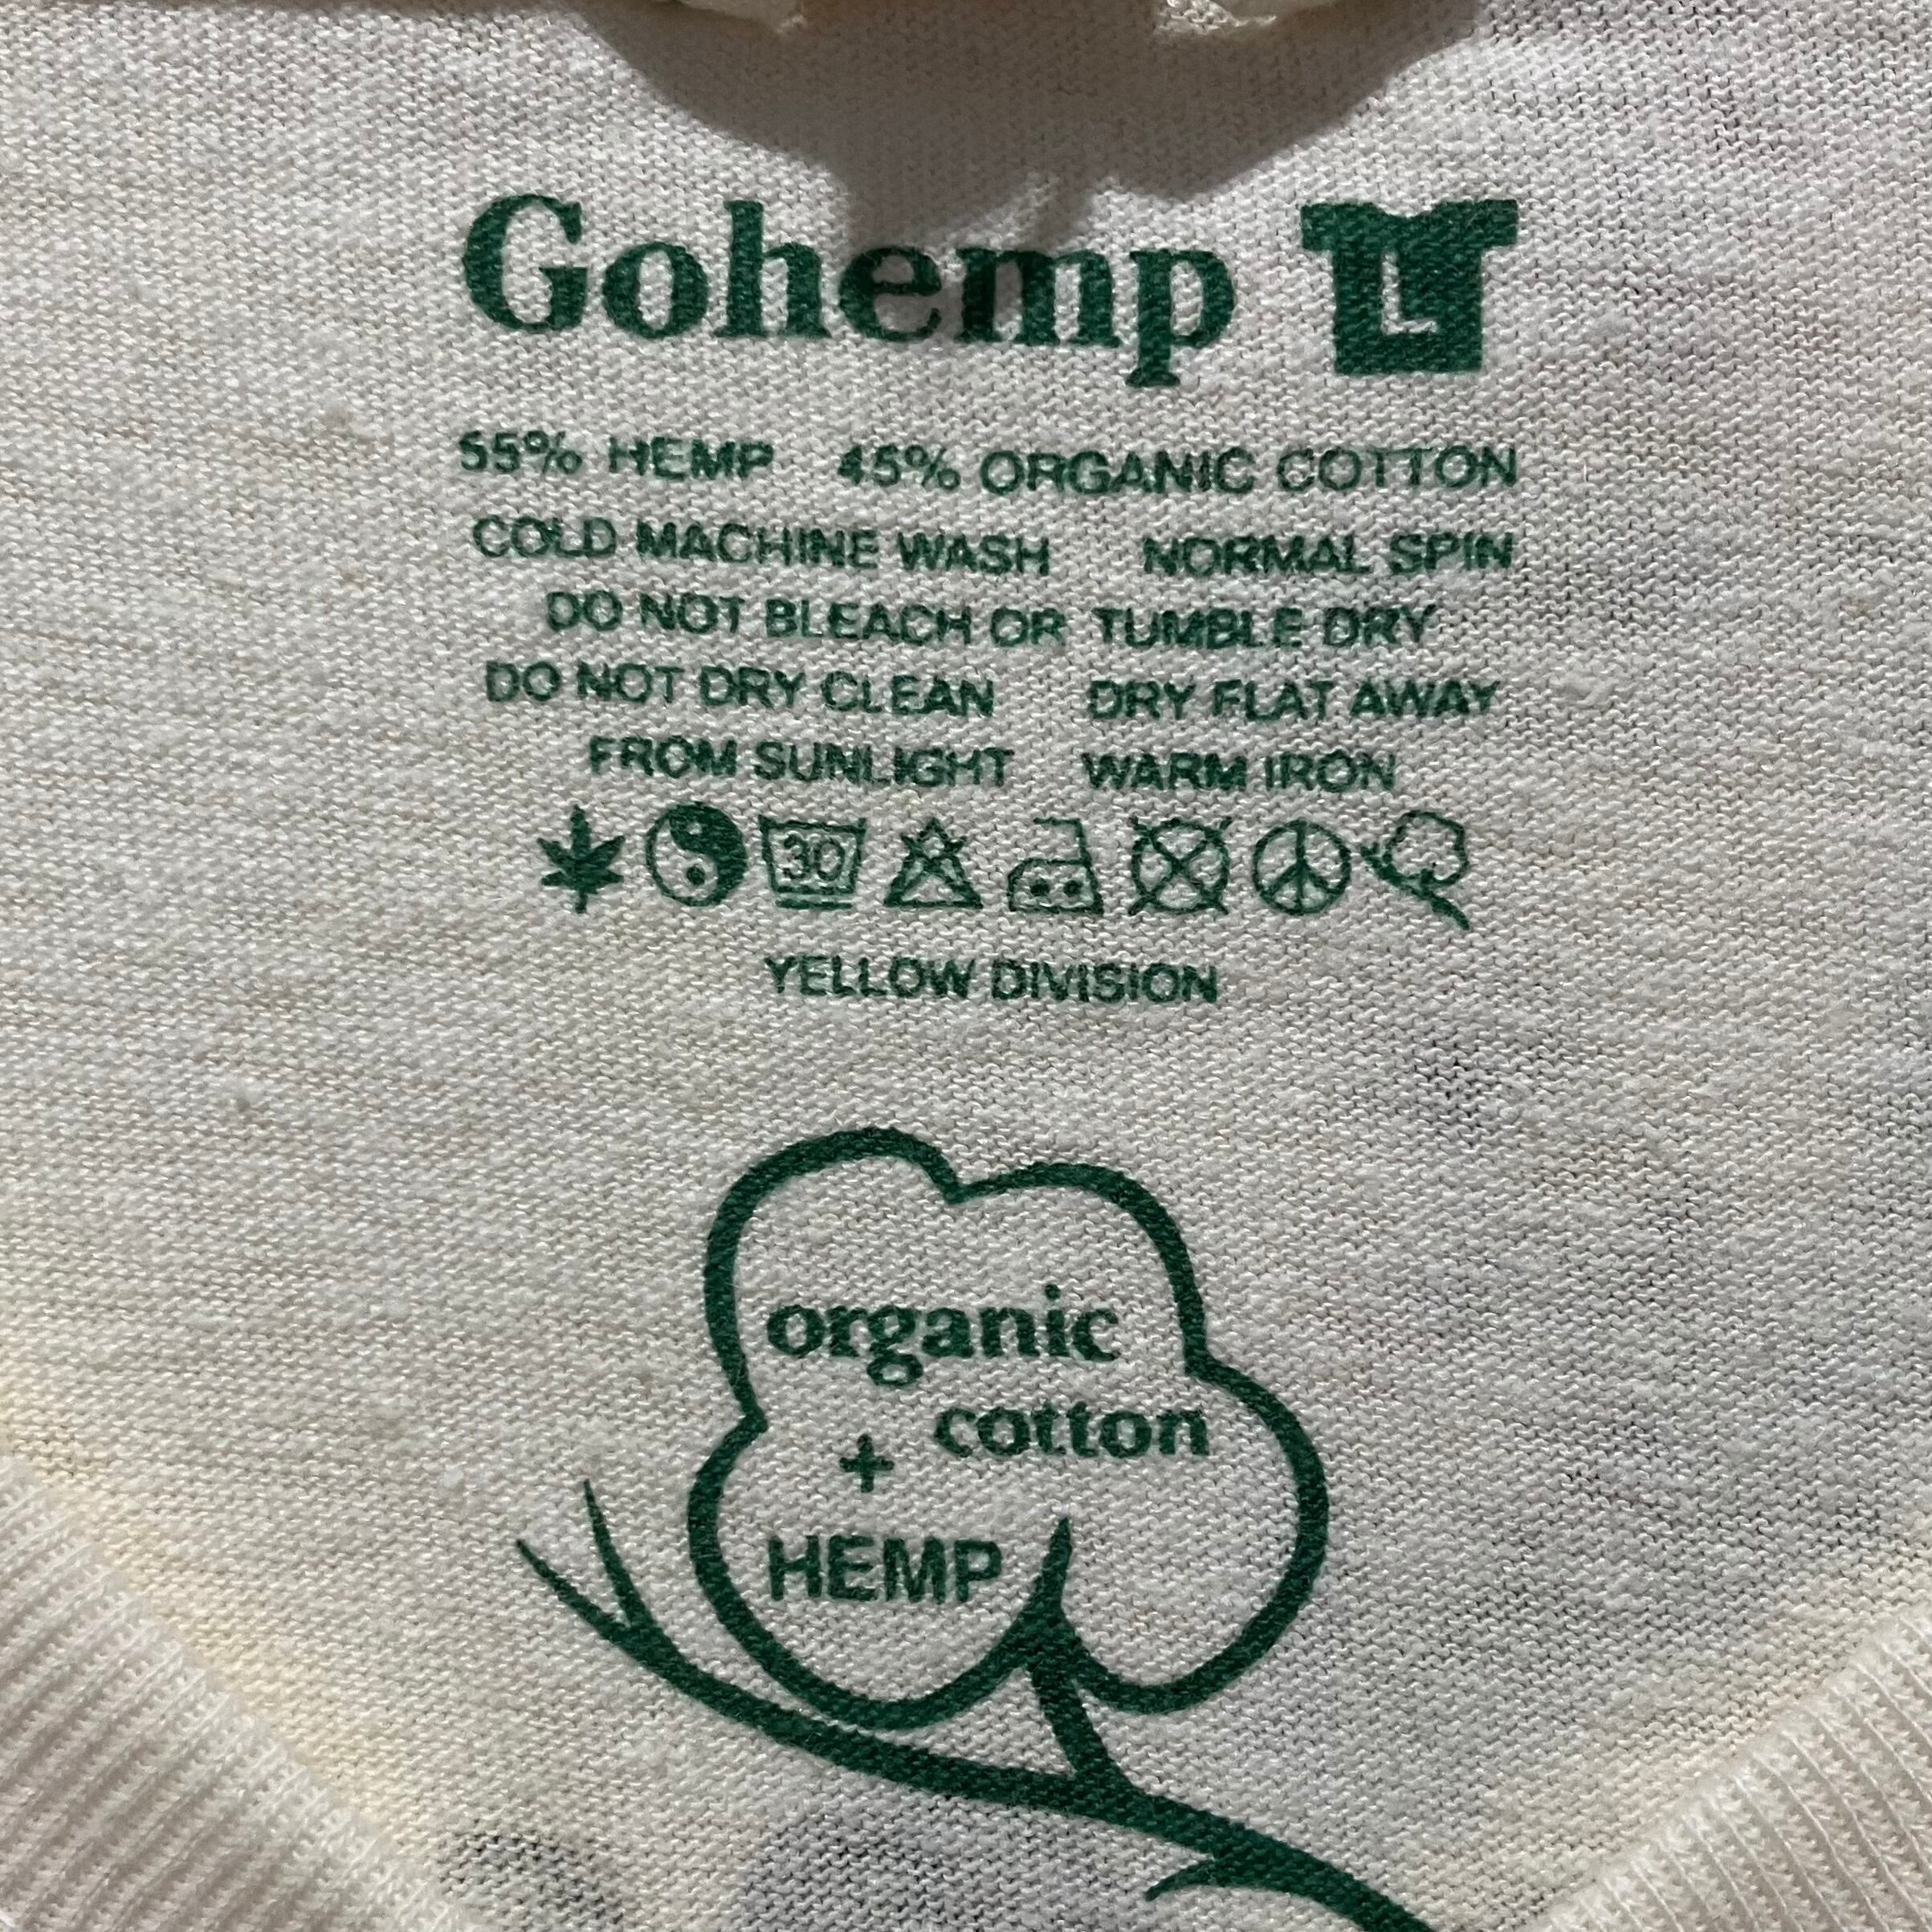 Gohemp L
55% HEMP 45% ORGANIC COTTON
COLD MACHINE WASH NORMAL SPIN
DO NOT BLEACH OR TUMBLE DRY
DO NOT DRY CLEAN DRY FLAT AWAY
FROM SUNLIGHT WARM IRON
30
YELLOW DIVISION
organic
+ cotton
HEMP